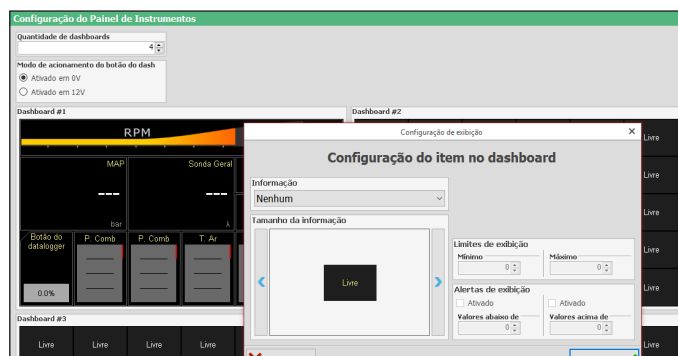 Configuração do Painel de Instrumentos
Quantidade de dashboards
4
Modo de acionamento do botão do dash
Ativado em 0V
Ativado em 12V
Dashboard #1
Dashboard #2
RPM
MAP
---
bar
Sonda Geral
---
λ
Botão do
datalogger
0.0%
P. Comb
P. Comb
T. Ar
Configuração de exibição
Configuração do item no dashboard
Informação
Nenhum
Tamanho da informação
Livre
Limites de exibição
Mínimo
Máximo
0
0
Alertas de exibição
Ativado
Ativado
Valores abaixo de
Valores acima de
0
0
Livre
Livre
Livre
Livre
Livre
Dashboard #3
Livre
Livre
Livre
Livre
Livre